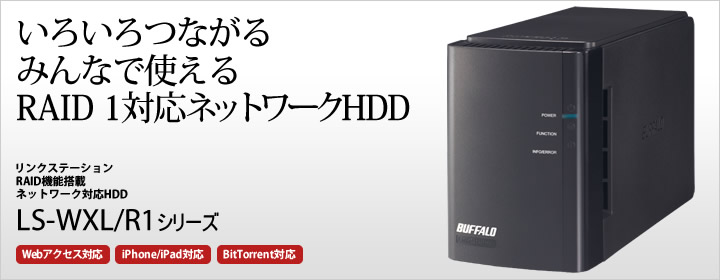 いろいろつながる
みんなで使える
RAID 1対応ネットワークHDD
リンクステーション
RAID機能搭載
ネットワーク対応HDD
LS-WXL/R1シリーズ
Webアクセス対応 iPhone/iPad対応 BitTorrent対応
POWER
FUNCTION
INFO/ERROR
BUFFALO
BUFFALO